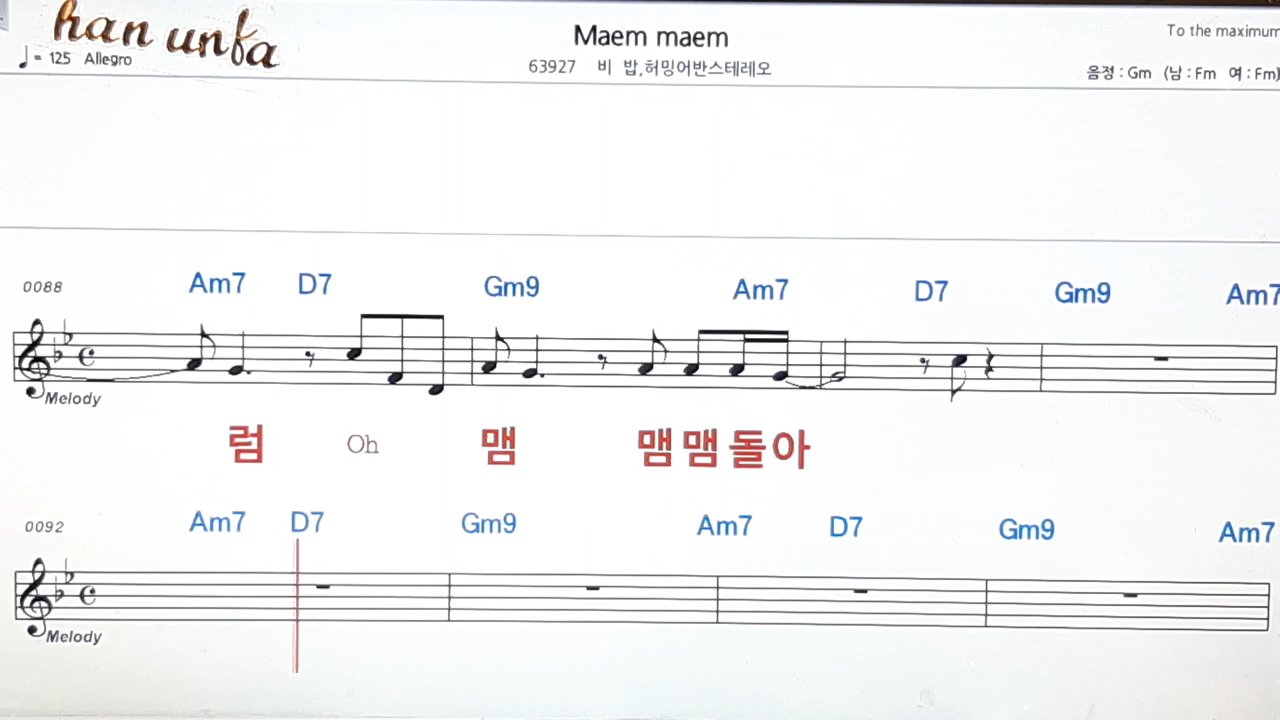 han unfa
♩ = 125 Allegro
Maem maem
63927 비 밥,허밍어반스테레오
To the maximum
음정 : Gm (남 : Fm 여 : Fm)
0088 Am7 D7 Gm9 Am7 D7 Gm9 Am7
Melody
럼 Oh 맴 맴맴돌아
0092 Am7 D7 Gm9 Am7 D7 Gm9 Am7
Melody